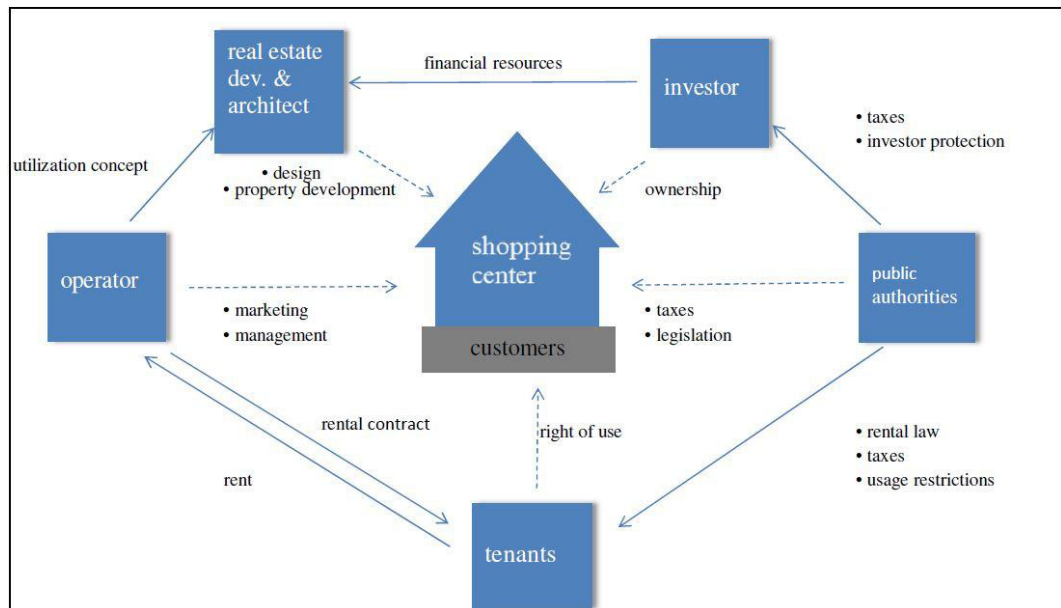 real estate
dev. &
architect
financial resources
investor
• taxes
• investor protection
utilization concept
• design
• property development
ownership
shopping
center
operator
public
authorities
• marketing
• management
• taxes
• legislation
customers
rental contract
right of use
• rental law
• taxes
• usage restrictions
rent
tenants